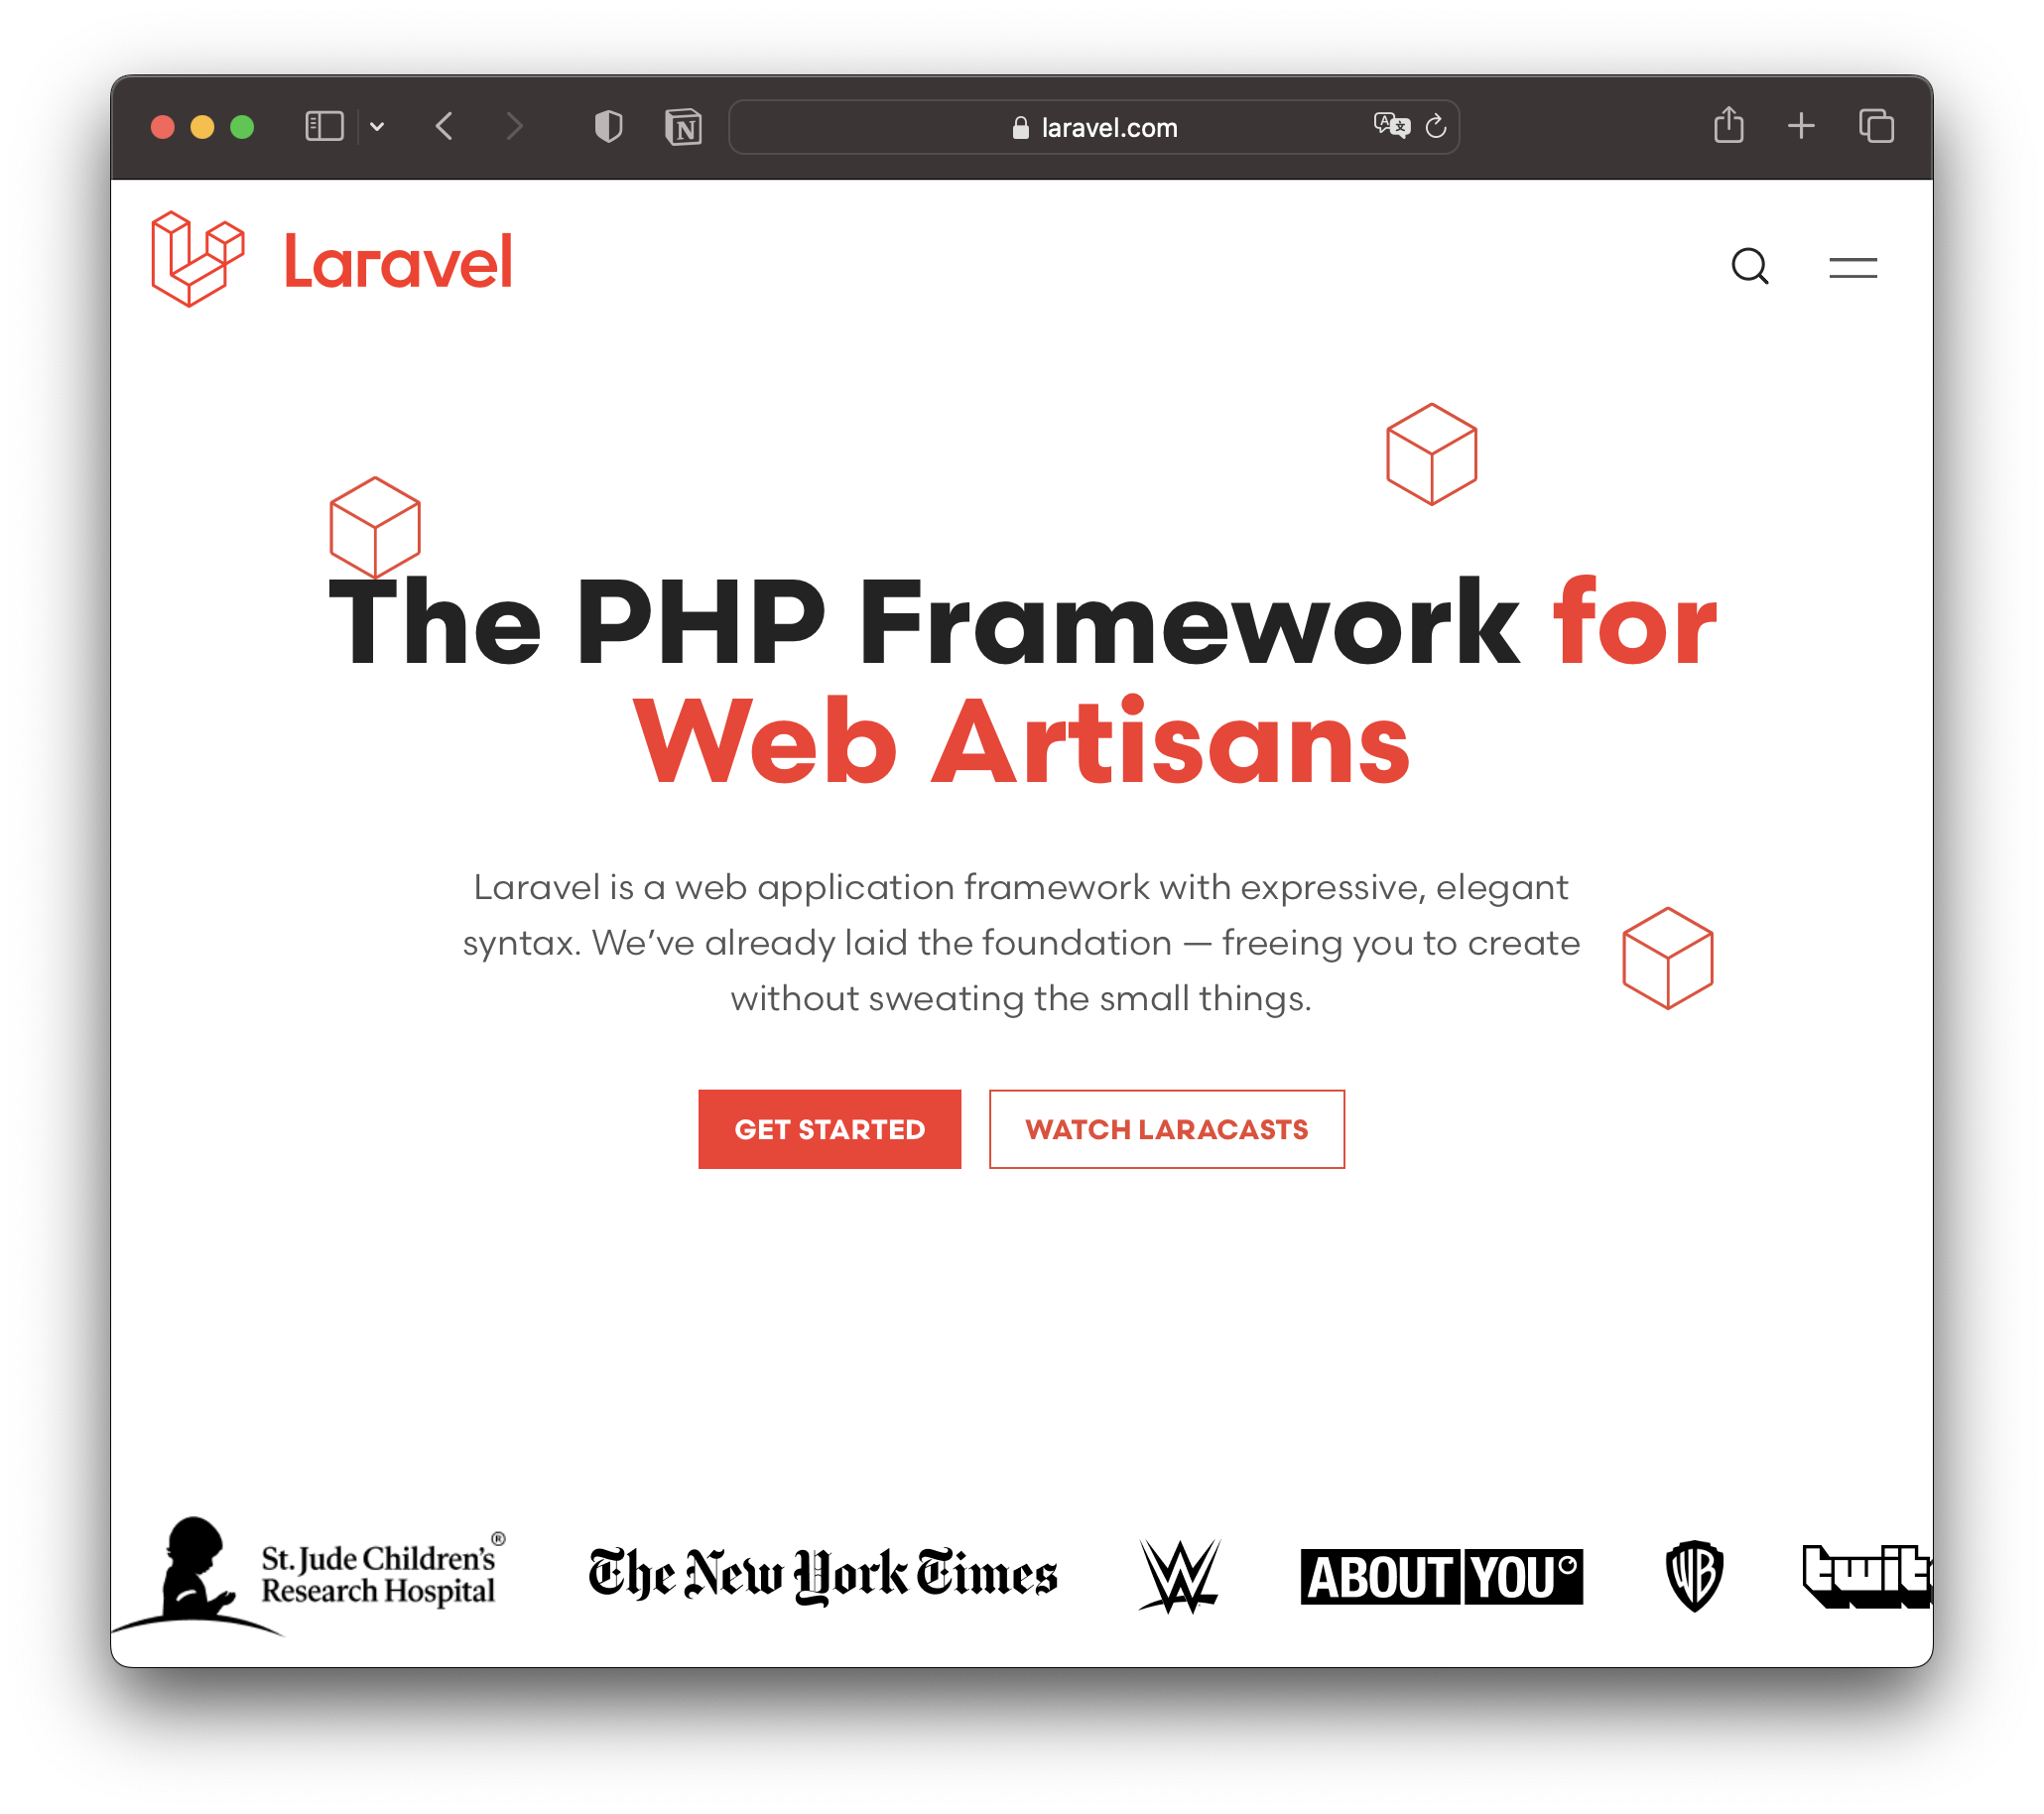 laravel.com
Laravel
The PHP Framework for
Web Artisans
Laravel is a web application framework with expressive, elegant
syntax. We’ve already laid the foundation — freeing you to create
without sweating the small things.
GET STARTED
WATCH LARACASTS
St. Jude Children’s®
Research Hospital
The New York Times
W
ABOUT YOU°
WB
twit